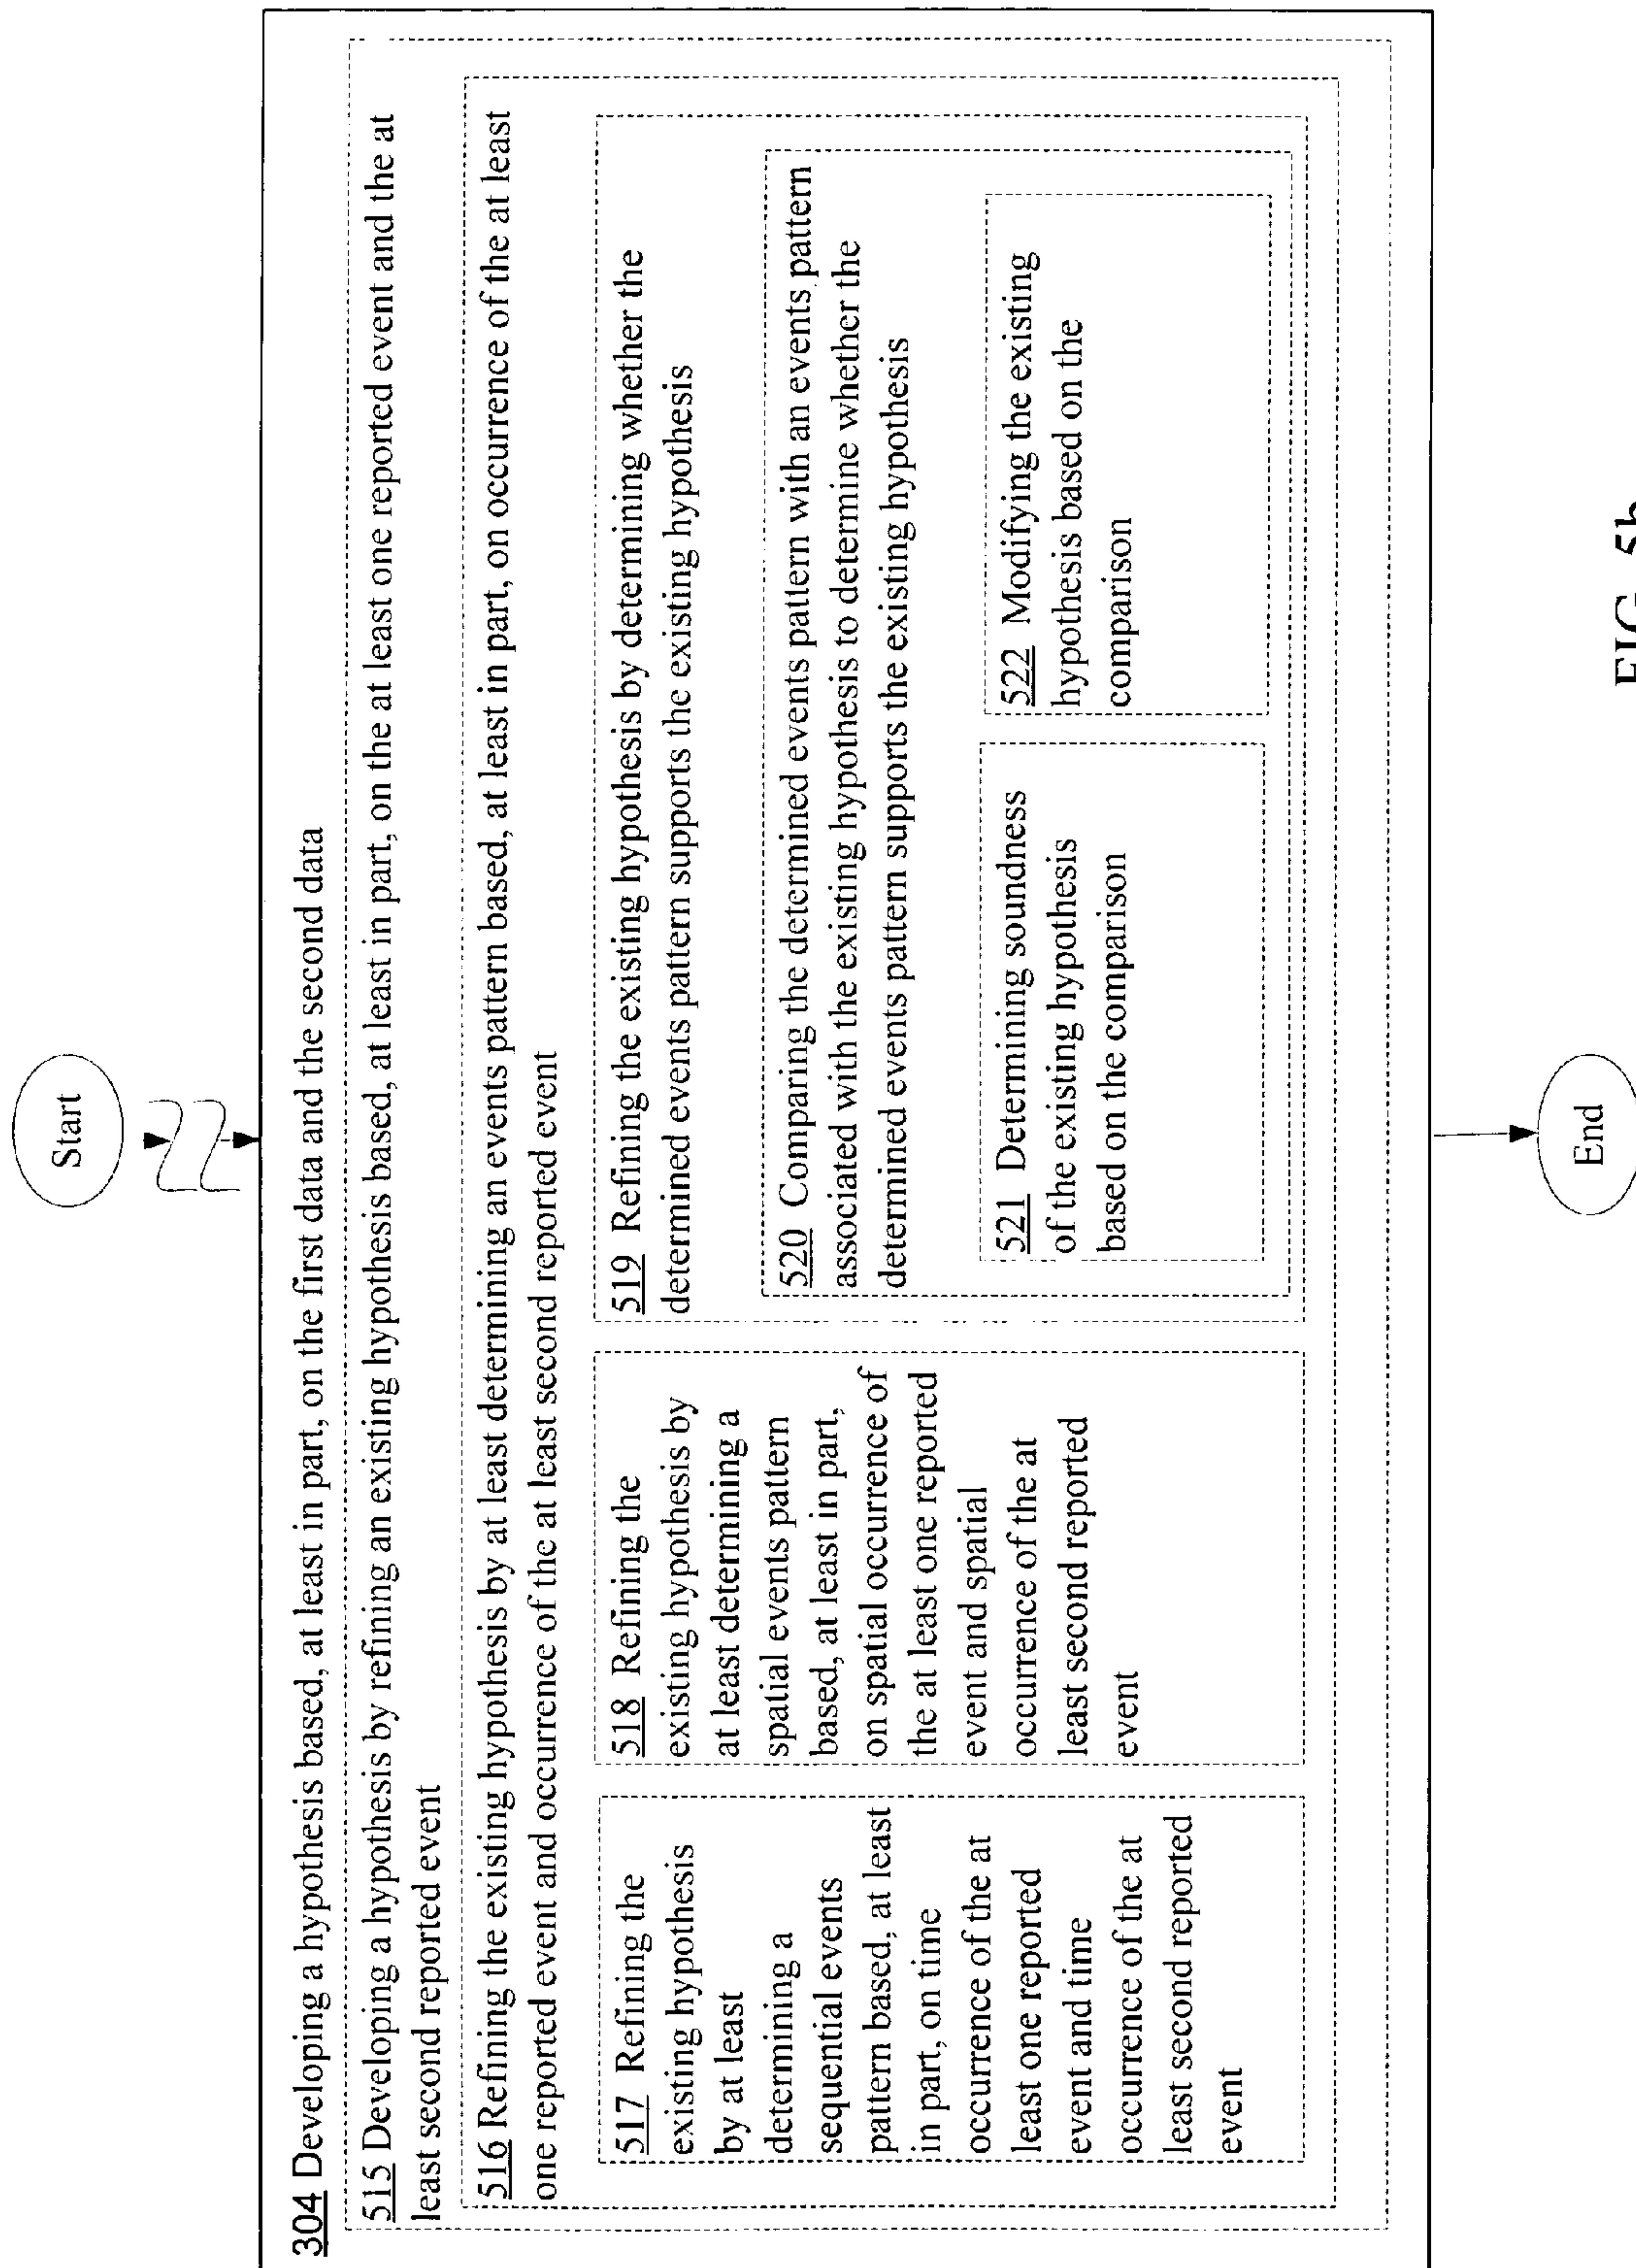 Start
304 Developing a hypothesis based, at least in part, on the first data and the second data
515 Developing a hypothesis by refining an existing hypothesis based, at least in part, on the at least one reported event and the at
least second reported event
516 Refining the existing hypothesis by at least determining an events pattern based, at least in part, on occurrence of the at least
one reported event and occurrence of the at least second reported event
517 Refining the
existing hypothesis
by at least
determining a
sequential events
pattern based, at least
in part, on time
occurrence of the at
least one reported
event and time
occurrence of the at
least second reported
event
518 Refining the
existing hypothesis by
at least determining a
spatial events pattern
based, at least in part,
on spatial occurrence of
the at least one reported
event and spatial
occurrence of the at
least second reported
event
519 Refining the existing hypothesis by determining whether the
determined events pattern supports the existing hypothesis
520 Comparing the determined events pattern with an events pattern
associated with the existing hypothesis to determine whether the
determined events pattern supports the existing hypothesis
521 Determining soundness
of the existing hypothesis
based on the comparison
522 Modifying the existing
hypothesis based on the
comparison
End
FIG. 5b